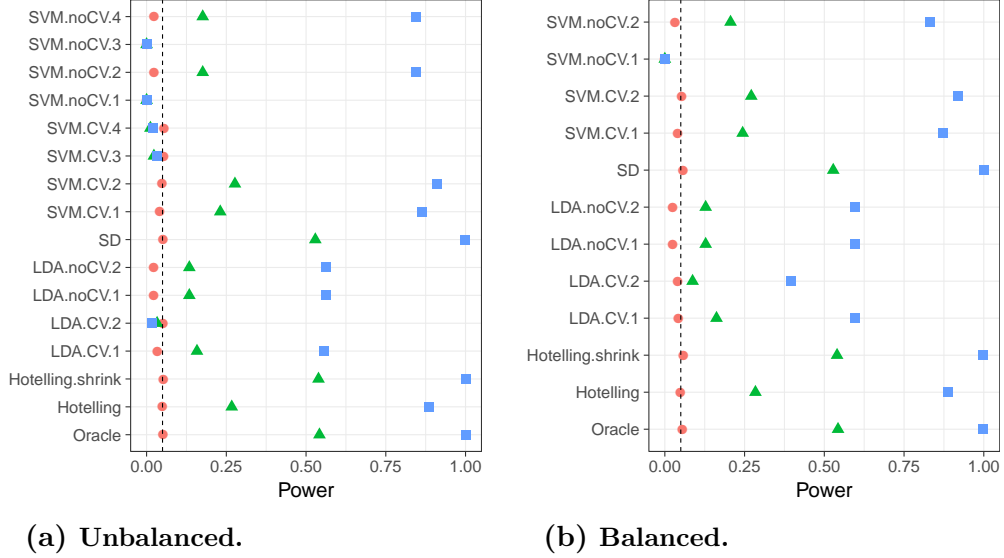 SVM.noCV.4
SVM.noCV.3
SVM.noCV.2
SVM.noCV.1
SVM.CV.4
SVM.CV.3
SVM.CV.2
SVM.CV.1
SD
LDA.noCV.2
LDA.noCV.1
LDA.CV.2
LDA.CV.1
Hotelling.shrink
Hotelling
Oracle
0.00 0.25 0.50 0.75 1.00
Power
(a) Unbalanced.
SVM.noCV.2
SVM.noCV.1
SVM.CV.2
SVM.CV.1
SD
LDA.noCV.2
LDA.noCV.1
LDA.CV.2
LDA.CV.1
Hotelling.shrink
Hotelling
Oracle
0.00 0.25 0.50 0.75 1.00
Power
(b) Balanced.